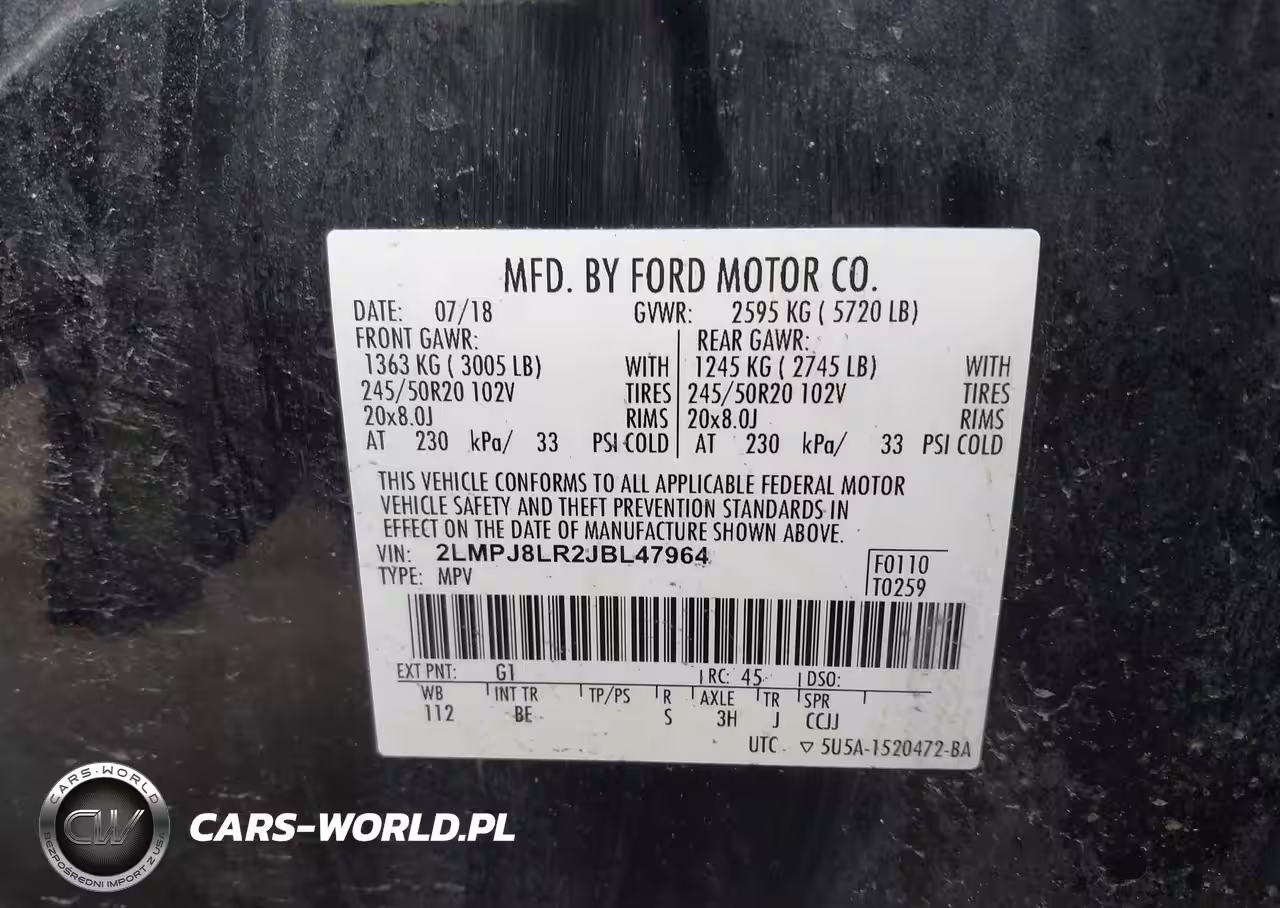 MFD. BY FORD MOTOR CO.
DATE: 07/18 GVWR: 2595 KG ( 5720 LB)
FRONT GAWR: REAR GAWR:
1363 KG ( 3005 LB) WITH 1245 KG ( 2745 LB) WITH
245/50R20 102V TIRES 245/50R20 102V TIRES
20x8.0J RIMS 20x8.0J RIMS
AT 230 kPa/ 33 PSI COLD AT 230 kPa/ 33 PSI COLD
THIS VEHICLE CONFORMS TO ALL APPLICABLE FEDERAL MOTOR
VEHICLE SAFETY AND THEFT PREVENTION STANDARDS IN
EFFECT ON THE DATE OF MANUFACTURE SHOWN ABOVE.
VIN: 2LMPJ8LR2JBL47964
TYPE: MPV
F0110
T0259
EXT PNT: G1 RC: 45 DSO:
WB INT TR TP/PS R AXLE TR SPR
112 BE S 3H J CCJJ
UTC ▽ 5U5A-1520472-BA
CARS-WORLD
CW
BEZPOŚREDNI IMPORT Z USA
CARS-WORLD.PL